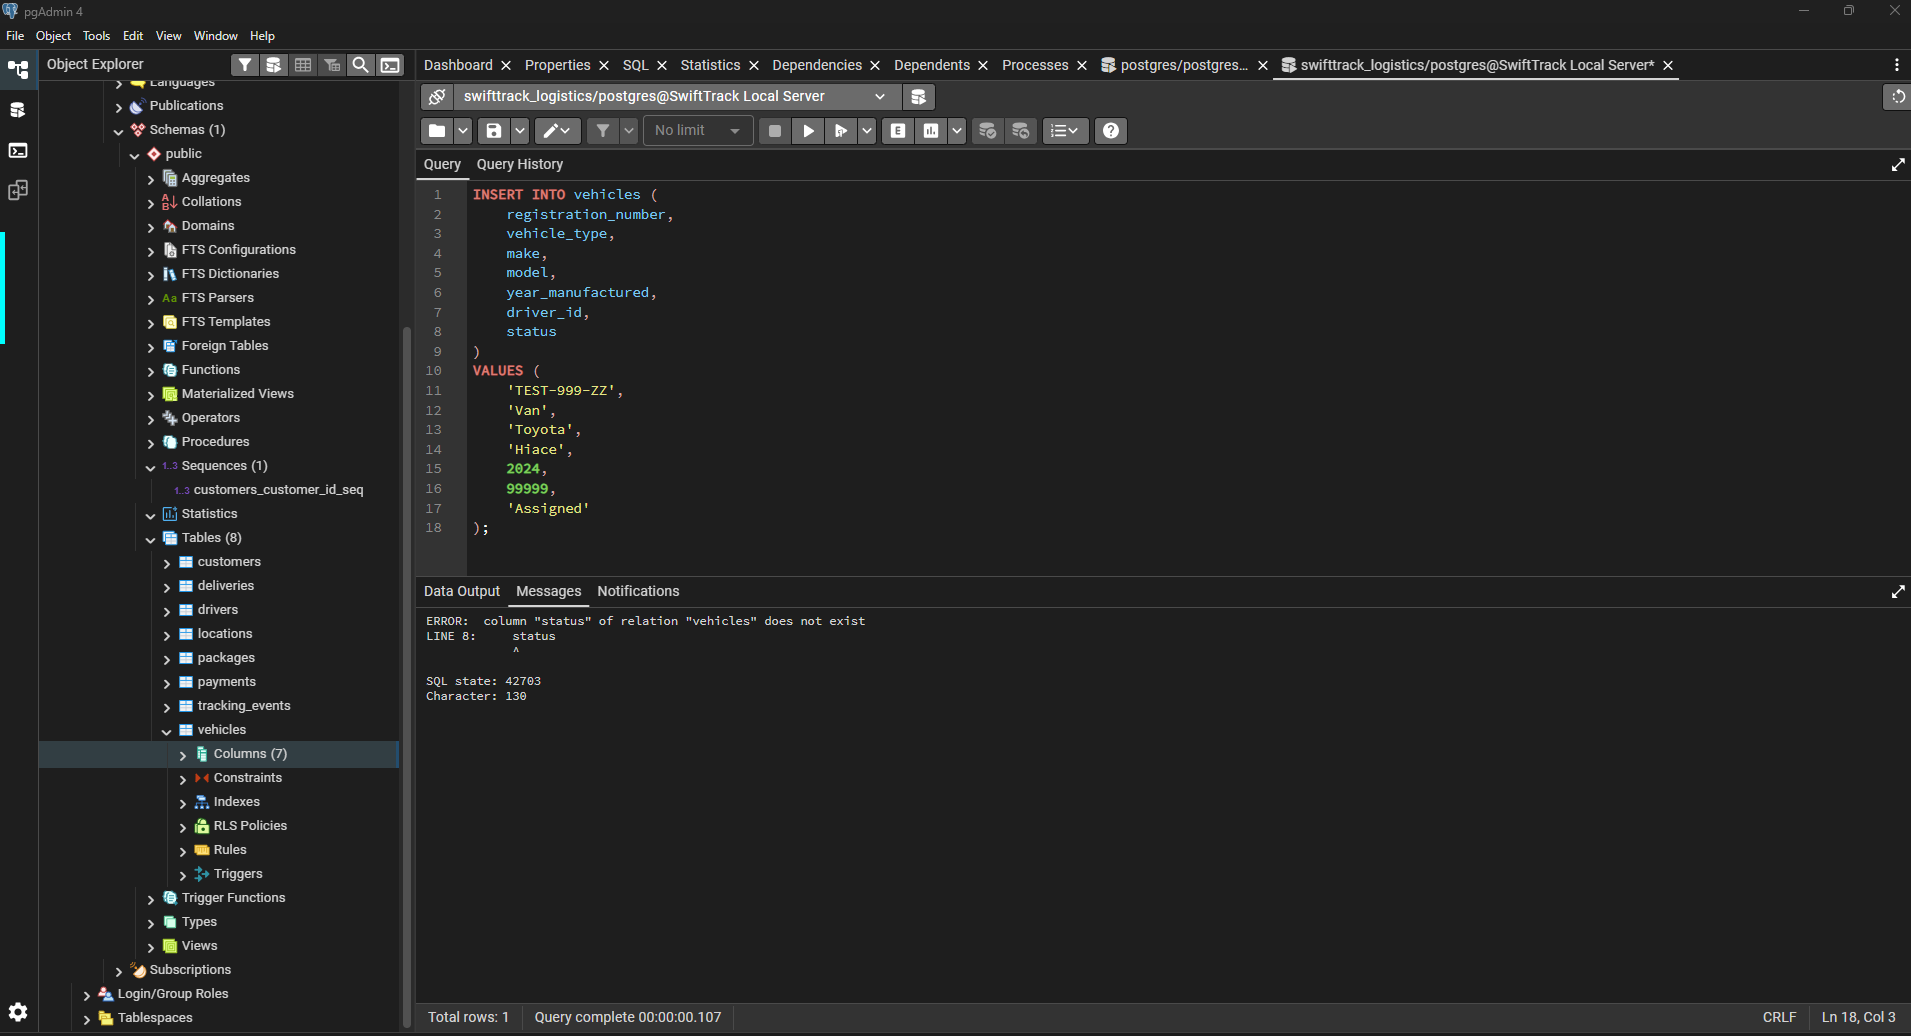 pgAdmin 4
File Object Tools Edit View Window Help
Object Explorer
Dashboard Properties SQL Statistics Dependencies Dependents Processes postgres/postgres... swifttrack_logistics/postgres@SwiftTrack Local Server*
swifttrack_logistics/postgres@SwiftTrack Local Server
No limit
E
Query Query History
Languages
Publications
Schemas (1)
public
Aggregates
Collations
Domains
FTS Configurations
FTS Dictionaries
Aa FTS Parsers
FTS Templates
Foreign Tables
Functions
Materialized Views
Operators
Procedures
1..3 Sequences (1)
1..3 customers_customer_id_seq
Statistics
Tables (8)
customers
deliveries
drivers
locations
packages
payments
tracking_events
vehicles
Columns (7)
Constraints
Indexes
RLS Policies
Rules
Triggers
Trigger Functions
Types
Views
Subscriptions
Login/Group Roles
Tablespaces
1 INSERT INTO vehicles (
2 registration_number,
3 vehicle_type,
4 make,
5 model,
6 year_manufactured,
7 driver_id,
8 status
9 )
10 VALUES (
11 'TEST-999-ZZ',
12 'Van',
13 'Toyota',
14 'Hiace',
15 2024,
16 99999,
17 'Assigned'
18 );
Data Output Messages Notifications
ERROR: column "status" of relation "vehicles" does not exist
LINE 8: status
^
SQL state: 42703
Character: 130
Total rows: 1 Query complete 00:00:00.107 CRLF Ln 18, Col 3